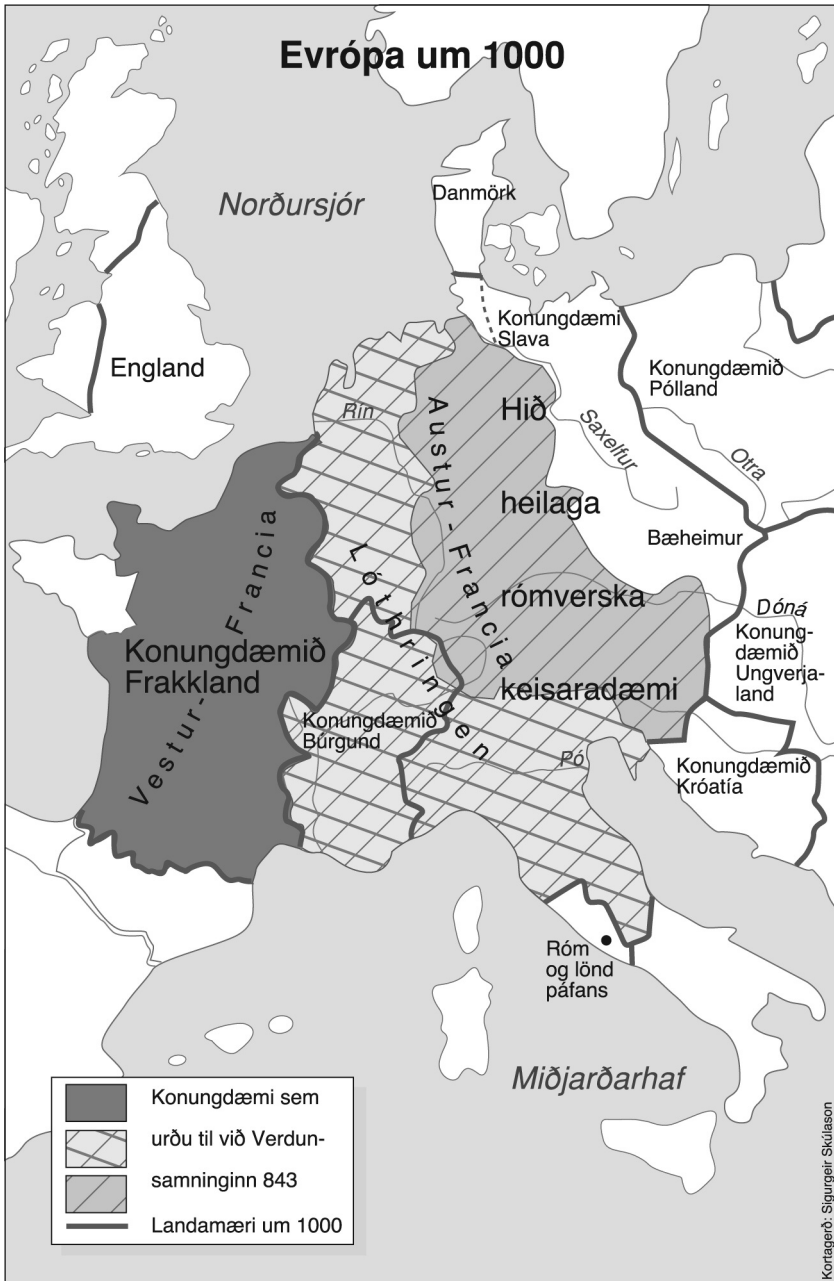 Evrópa um 1000
Norðursjór
Danmörk
Konungdæmi
Slava
England
Konungdæmið
Pólland
Rín
Hið
Saxelfur
Otra
Austur-Francia
heilaga
Bæheimur
Vestur-Francia
Lóthringen
rómverska
Dóná
Konung-
dæmið
Ungverja-
land
Konungdæmið
Frakkland
keisaradæmi
Konungdæmið
Búrgund
Pó
Konungdæmið
Króatía
Róm
og lönd
páfans
Miðjarðarhaf
Konungdæmi sem
urðu til við Verdun-
samninginn 843
Landamæri um 1000
Kortagerð: Sigurgeir Skúlason